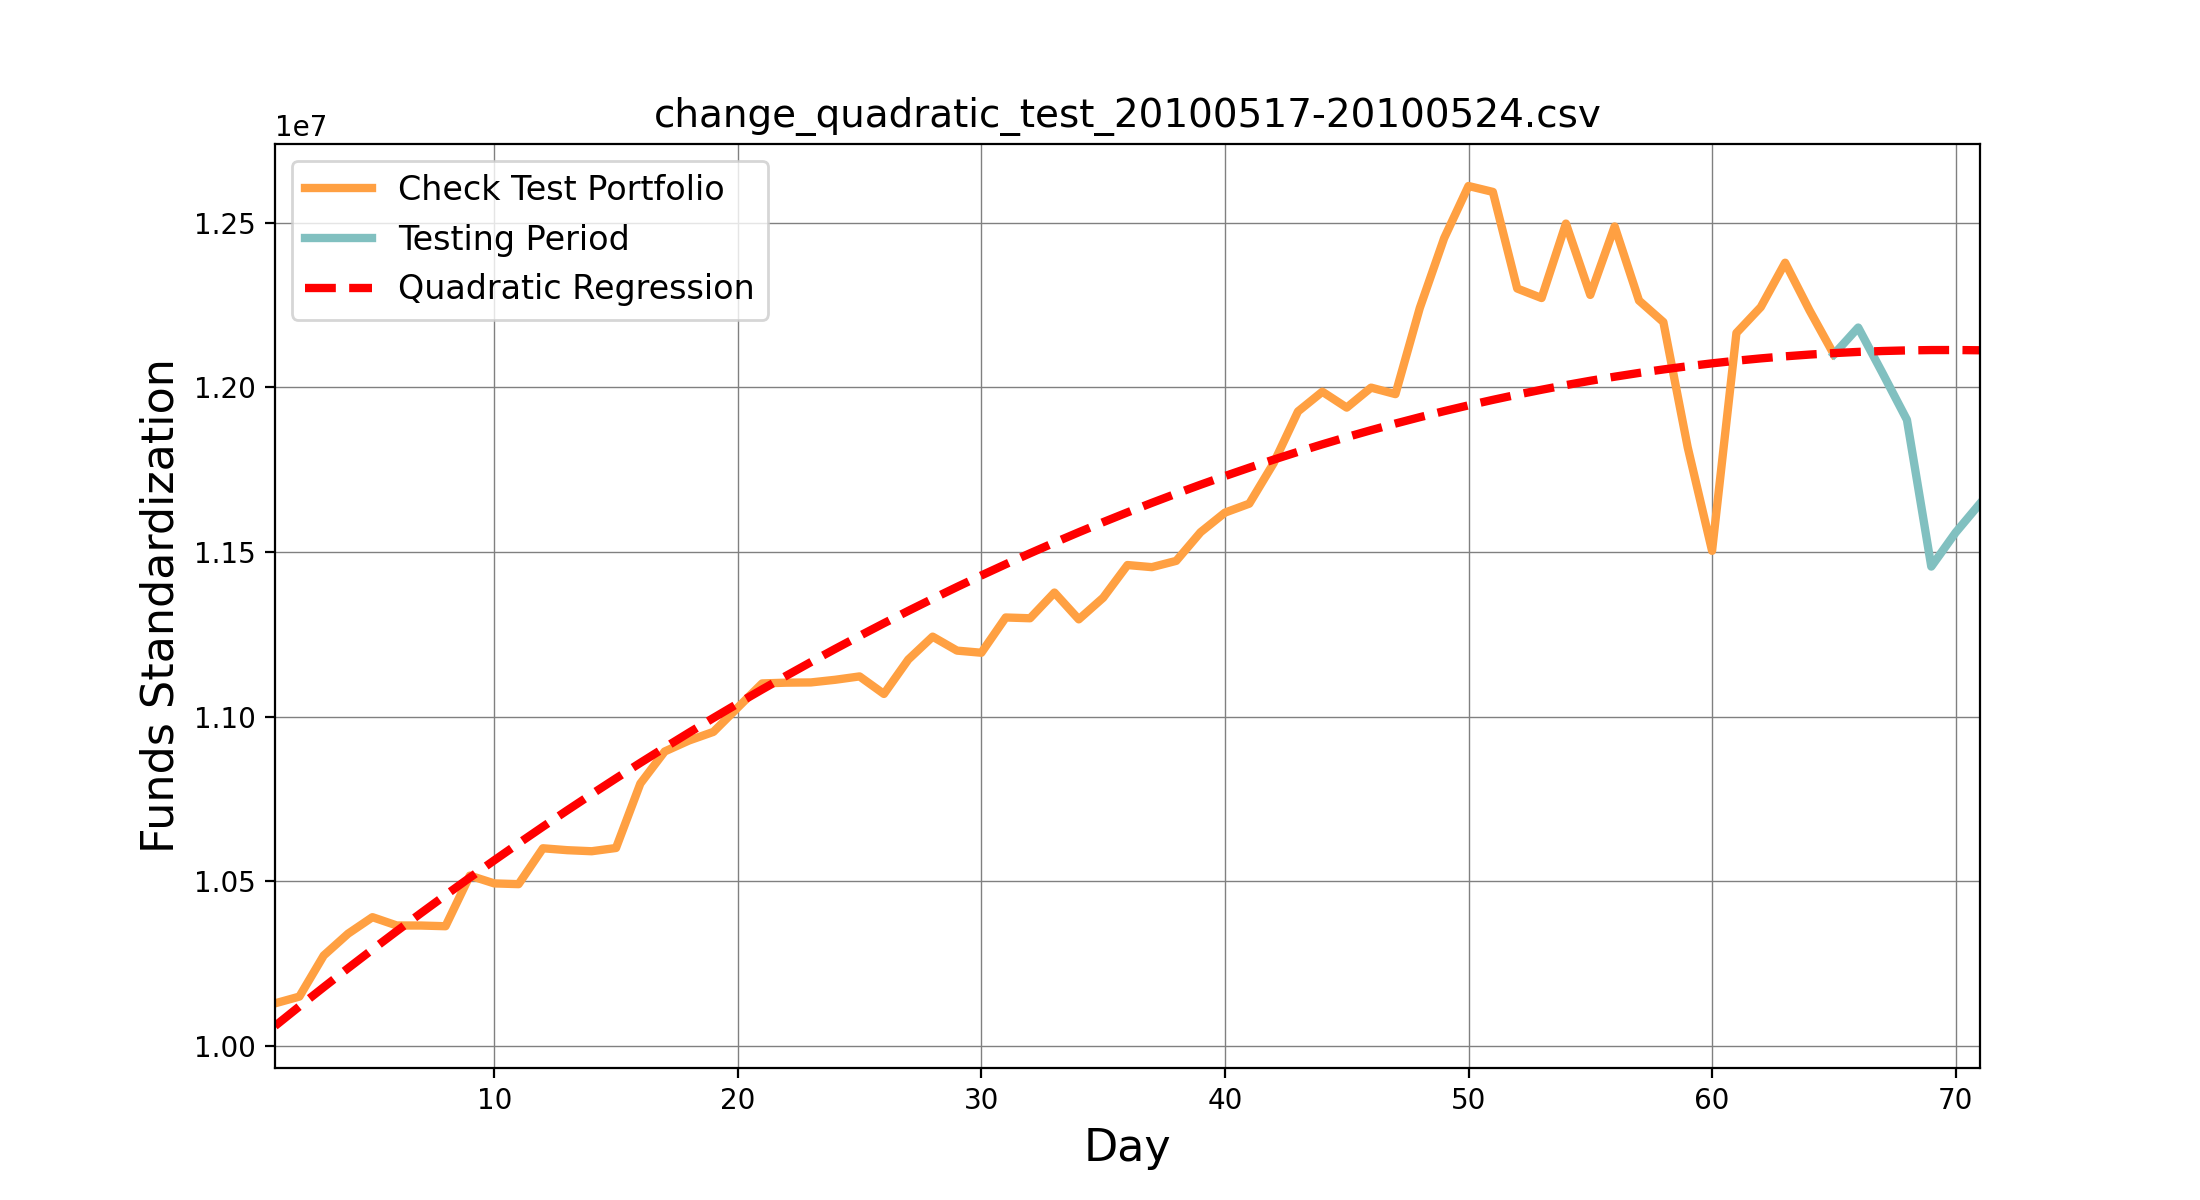 change_quadratic_test_20100517-20100524.csv
1e7
Check Test Portfolio
Testing Period
Quadratic Regression
Funds Standardization
1.25
1.20
1.15
1.10
1.05
1.00
10 20 30 40 50 60 70
Day